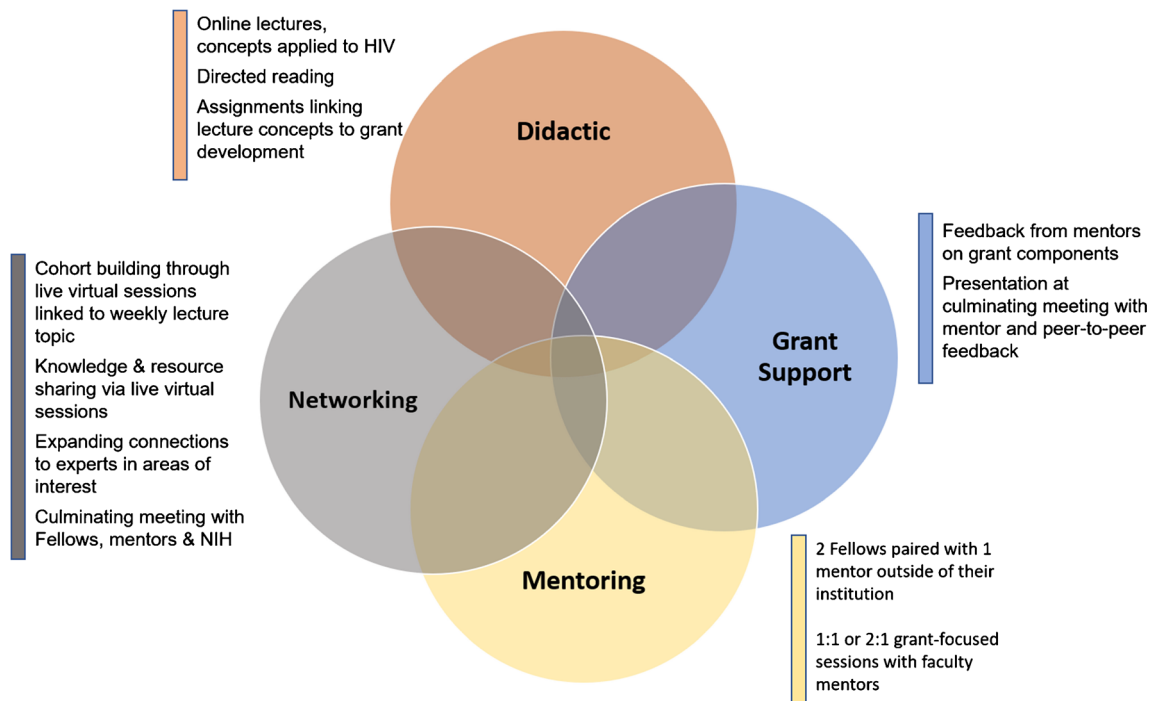 Online lectures,
concepts applied to HIV
Directed reading
Assignments linking
lecture concepts to grant
development
Didactic
Feedback from mentors
on grant components
Presentation at
culminating meeting with
mentor and peer-to-peer
feedback
Grant
Support
Cohort building through
live virtual sessions
linked to weekly lecture
topic
Knowledge & resource
sharing via live virtual
sessions
Expanding connections
to experts in areas of
interest
Culminating meeting with
Fellows, mentors & NIH
Networking
Mentoring
2 Fellows paired with 1
mentor outside of their
institution
1:1 or 2:1 grant-focused
sessions with faculty
mentors